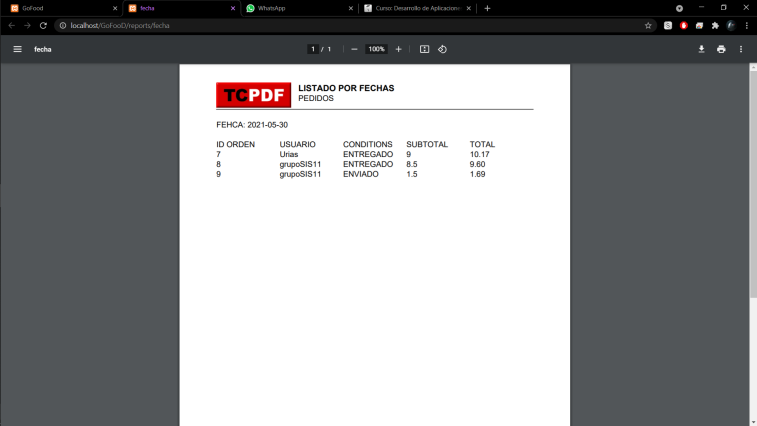 GoFood
fecha
WhatsApp
Curso: Desarrollo de Aplicacione
localhost/GoFooD/reports/fecha
fecha
1 / 1
100%
TCPDF
LISTADO POR FECHAS
PEDIDOS
FEHCA: 2021-05-30
ID ORDEN USUARIO CONDITIONS SUBTOTAL TOTAL
7 Urias ENTREGADO 9 10.17
8 grupoSIS11 ENTREGADO 8.5 9.60
9 grupoSIS11 ENVIADO 1.5 1.69